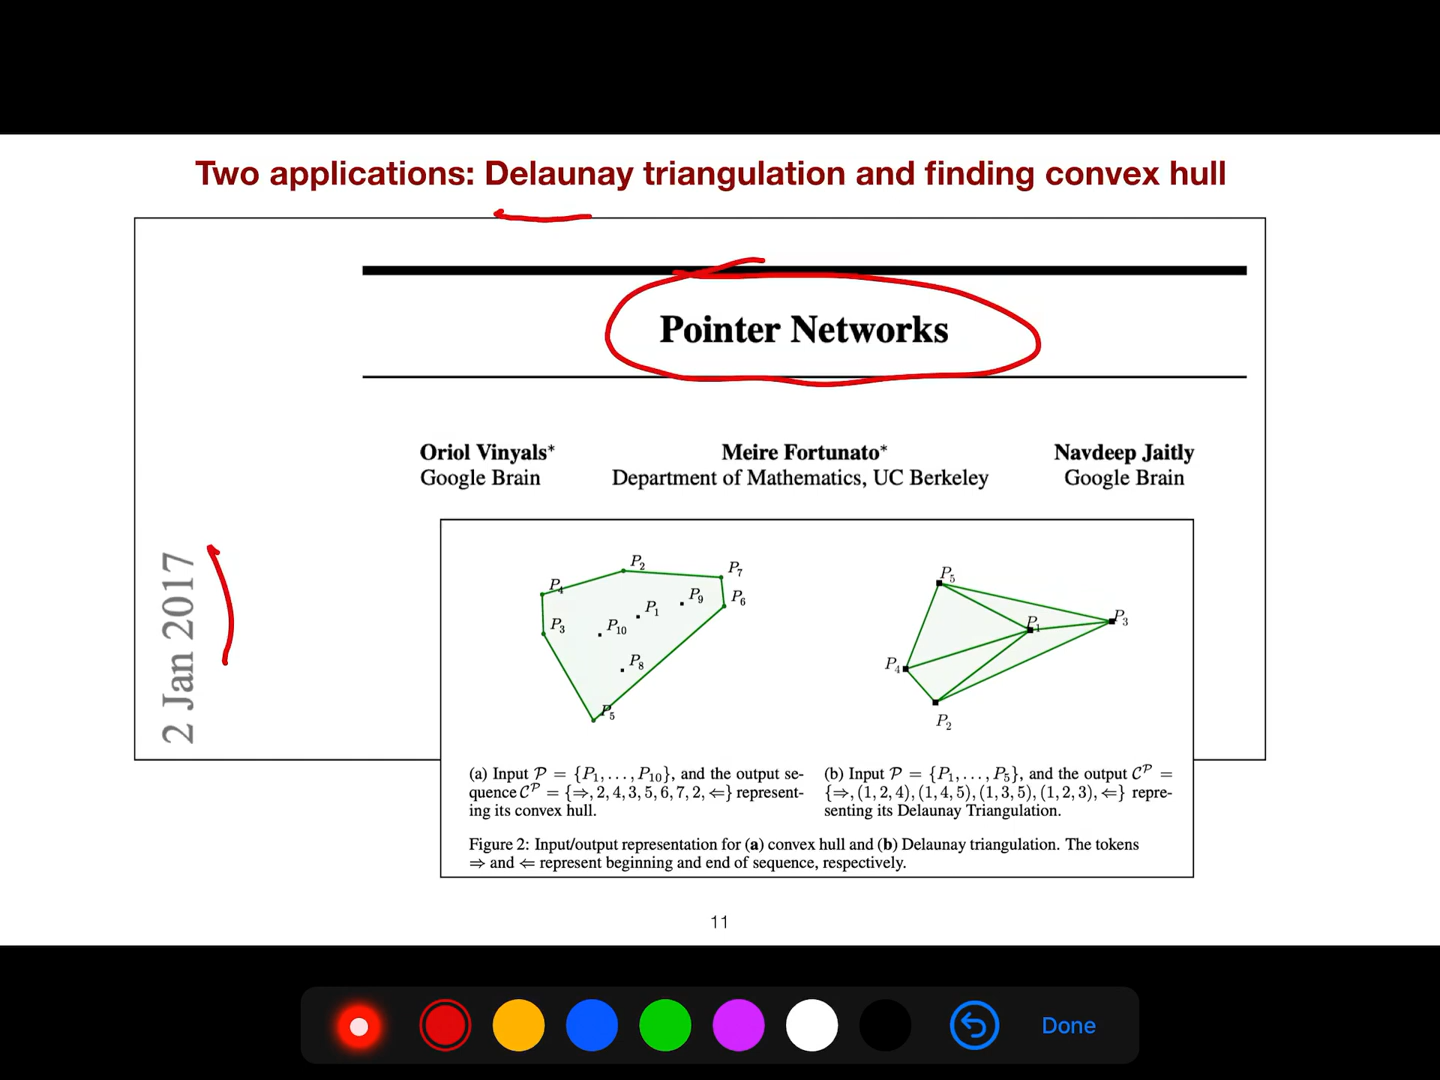 Two applications: Delaunay triangulation and finding convex hull
Pointer Networks
Oriol Vinyals* Meire Fortunato* Navdeep Jaitly
Google Brain Department of Mathematics, UC Berkeley Google Brain
2 Jan 2017
P₂
P₇
P₄
P₉
P₆
P₁
P₃
P₁₀
P₈
P₅
P₅
P₁
P₃
P₄
P₂
(a) Input 𝒫 = {P₁, . . . , P₁₀}, and the output se-
quence 𝒞^𝒫 = {⇒, 2, 4, 3, 5, 6, 7, 2, ⇐} represent-
ing its convex hull.
(b) Input 𝒫 = {P₁, . . . , P₅}, and the output 𝒞^𝒫 =
{⇒, (1, 2, 4), (1, 4, 5), (1, 3, 5), (1, 2, 3), ⇐} repre-
senting its Delaunay Triangulation.
Figure 2: Input/output representation for (a) convex hull and (b) Delaunay triangulation. The tokens
⇒ and ⇐ represent beginning and end of sequence, respectively.
11
Done